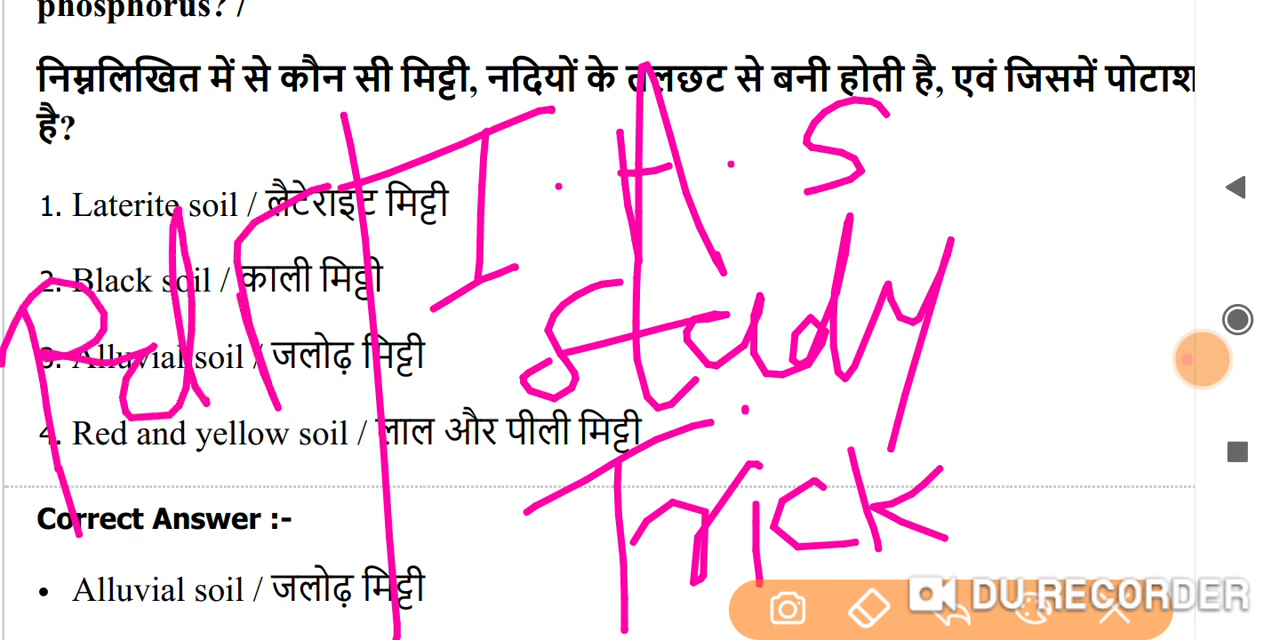 phosphorus? /
निम्नलिखित में से कौन सी मिट्टी, नदियों के तलछट से बनी होती है, एवं जिसमें पोटाश
है?
1. Laterite soil / लैटेराइट मिट्टी
2. Black soil / काली मिट्टी
3. Alluvial soil / जलोढ़ मिट्टी
4. Red and yellow soil / लाल और पीली मिट्टी
Correct Answer :-
• Alluvial soil / जलोढ़ मिट्टी
Part I.A.S
Study
Trick
DU RECORDER